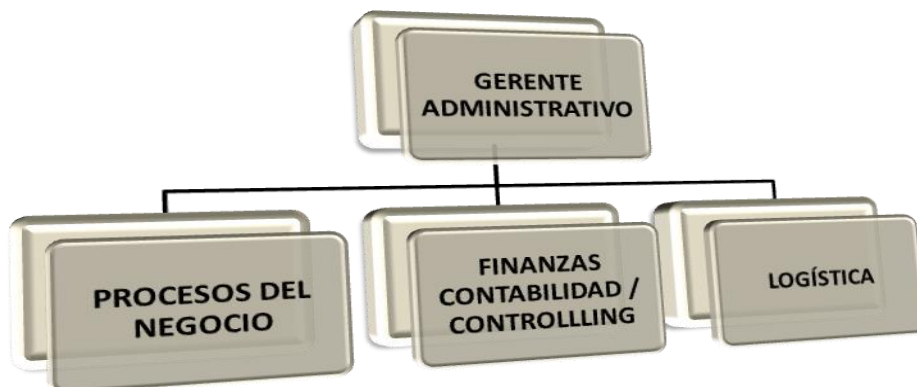 GERENTE
ADMINISTRATIVO
PROCESOS DEL
NEGOCIO
FINANZAS
CONTABILIDAD /
CONTROLLLING
LOGÍSTICA